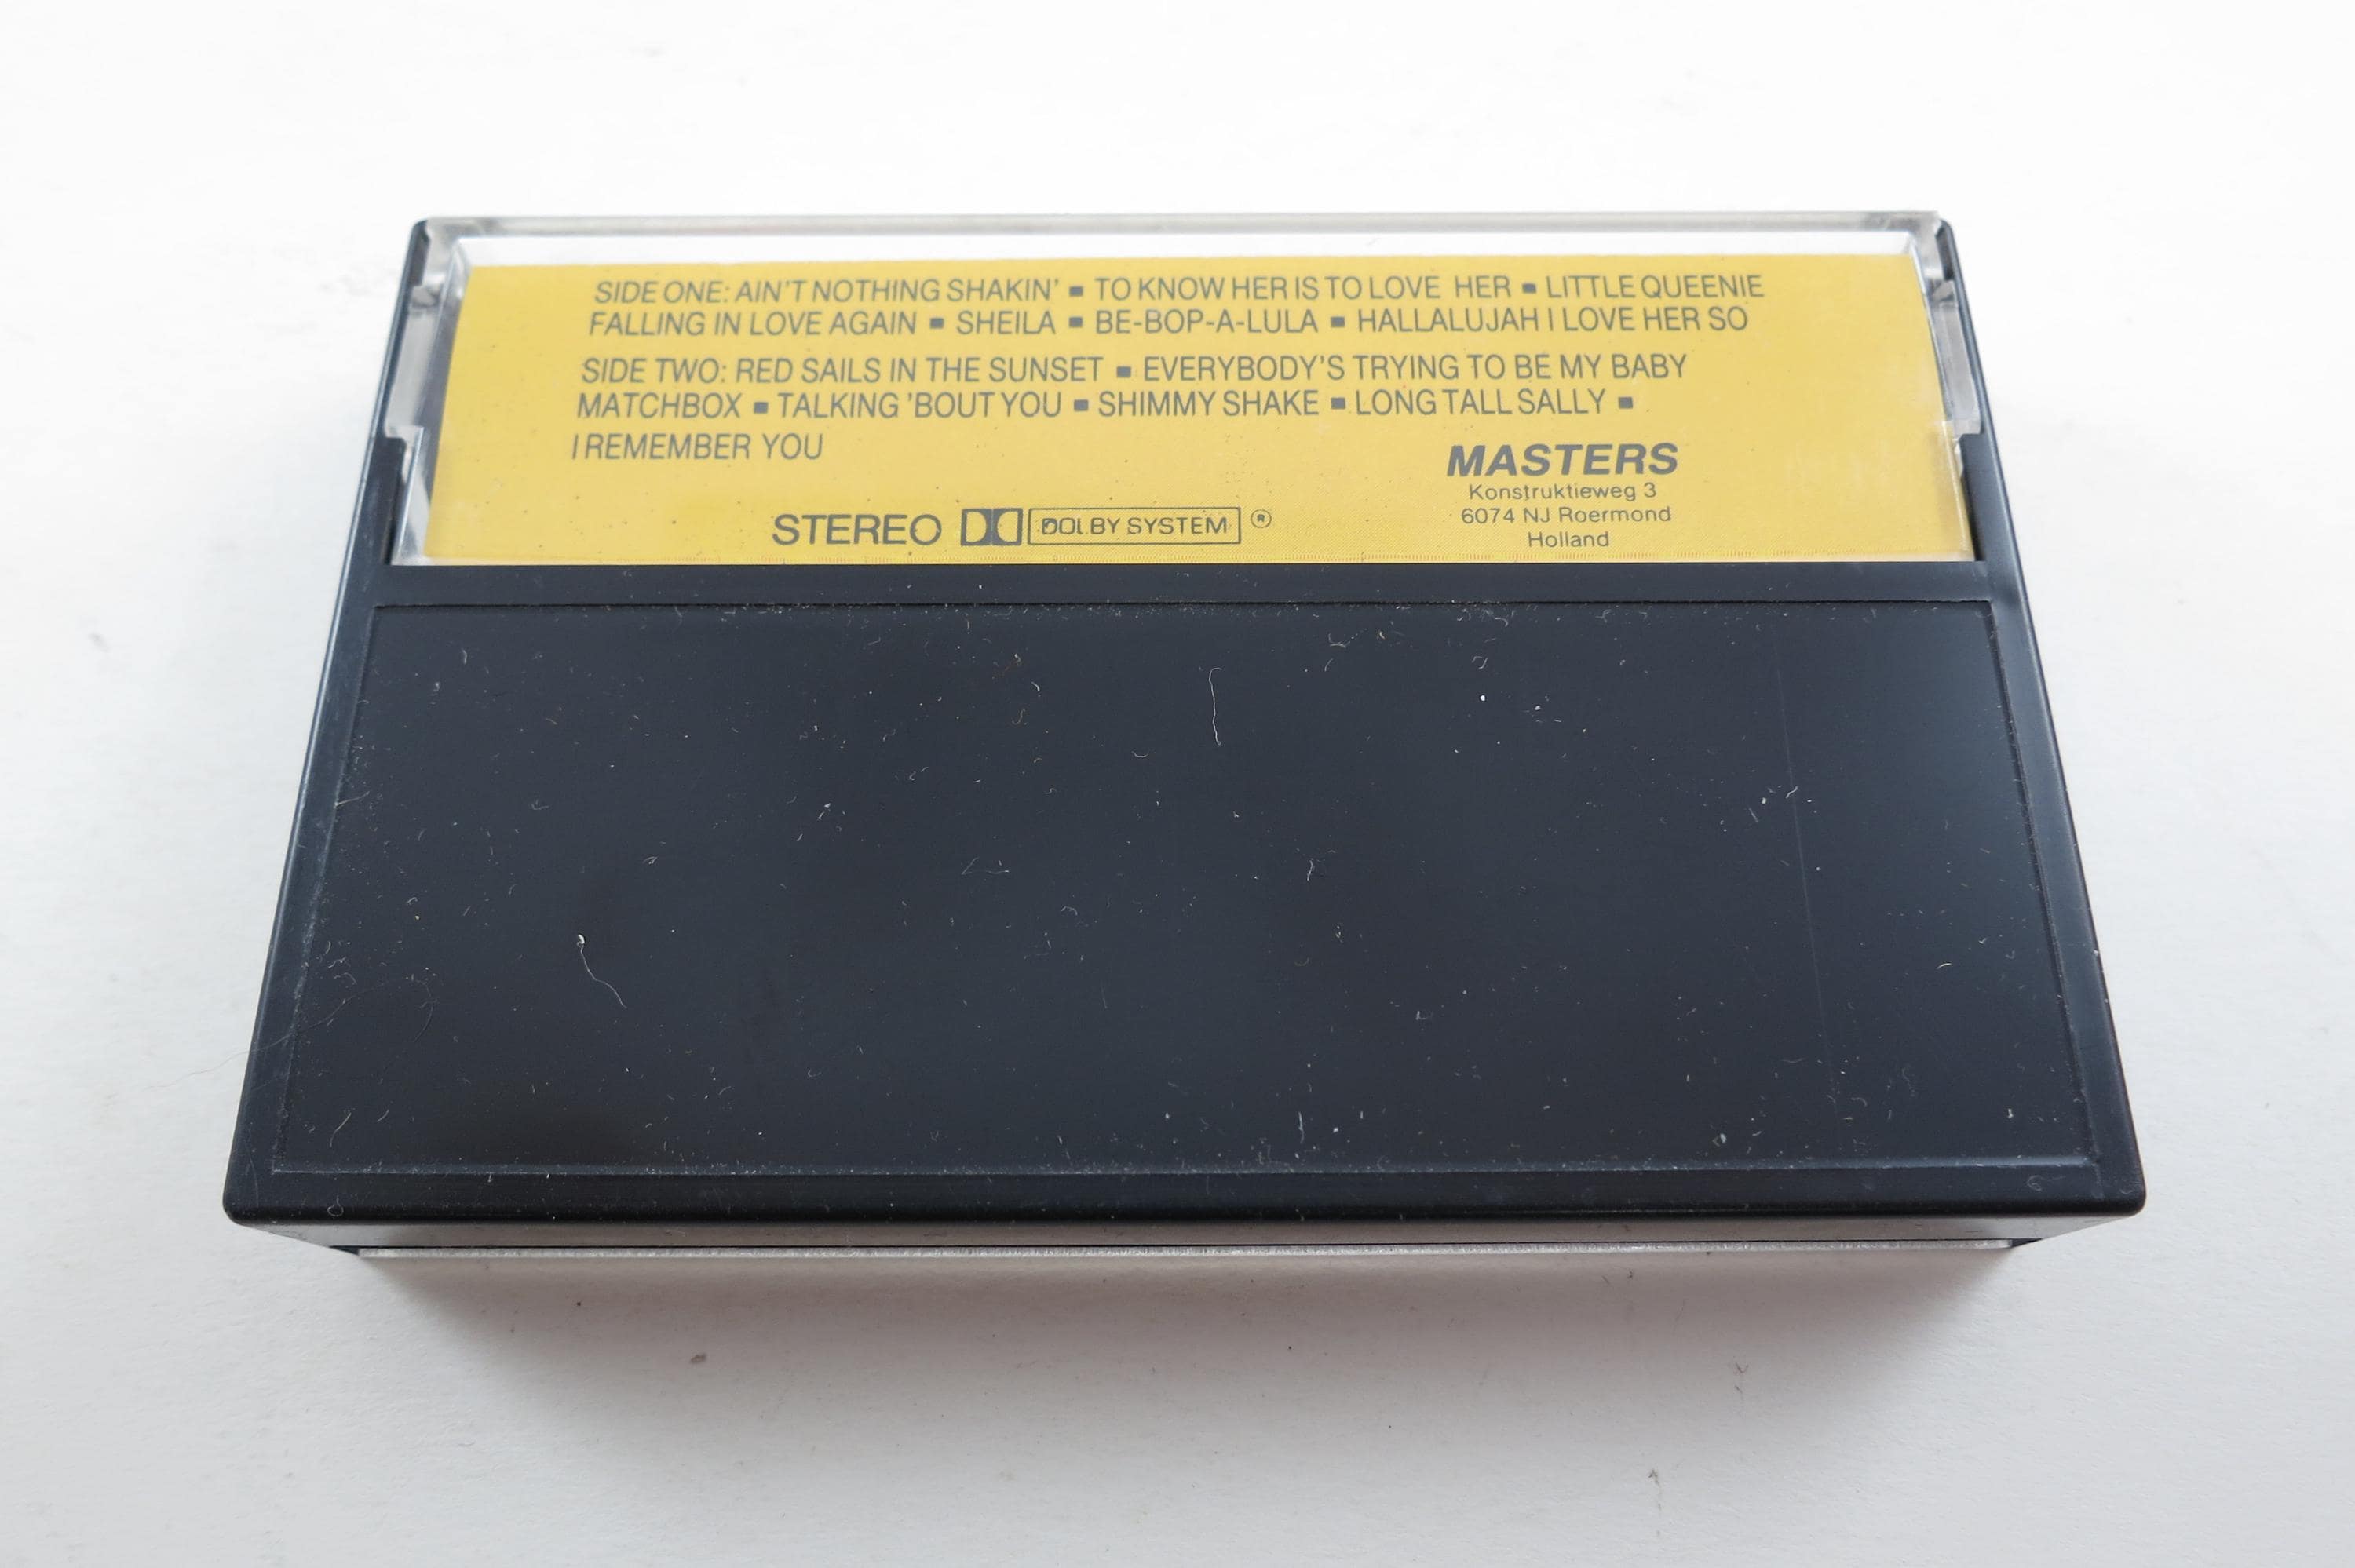 SIDE ONE: AIN'T NOTHING SHAKIN' ▪ TO KNOW HER IS TO LOVE HER ▪ LITTLE QUEENIE
FALLING IN LOVE AGAIN ▪ SHEILA ▪ BE-BOP-A-LULA ▪ HALLALUJAH I LOVE HER SO
SIDE TWO: RED SAILS IN THE SUNSET ▪ EVERYBODY'S TRYING TO BE MY BABY
MATCHBOX ▪ TALKING 'BOUT YOU ▪ SHIMMY SHAKE ▪ LONG TALL SALLY ▪
I REMEMBER YOU
MASTERS
Konstruktieweg 3
6074 NJ Roermond
Holland
STEREO DOLBY SYSTEM ®